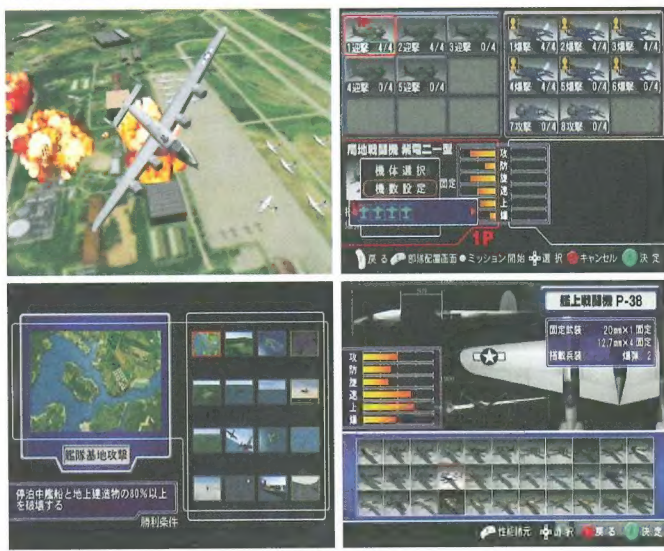 1迎撃 4/4 2迎撃 4/4 3迎撃 0/4
4迎撃 0/4 5迎撃 0/4
1爆撃 4/4 2爆撃 4/4 3爆撃 4/4
4爆撃 4/4 5爆撃 0/4 6爆撃 0/4
7攻撃 0/4 8攻撃 0/4
局地戦闘機 紫電二一型
機体選択
機数設定
固定
攻
防
旋
速
上
爆
1P
戻る 部隊配置画面 ミッション開始 選択 キャンセル 決定
艦隊基地攻撃
停泊中艦船と地上建造物の80%以上
を破壊する
勝利条件
艦上戦闘機 P-38
固定武装 20mm×1 固定
12.7mm×4 固定
搭載兵装 爆弾 2
攻
防
旋
速
上
爆
性能諸元 選択 戻る 決定